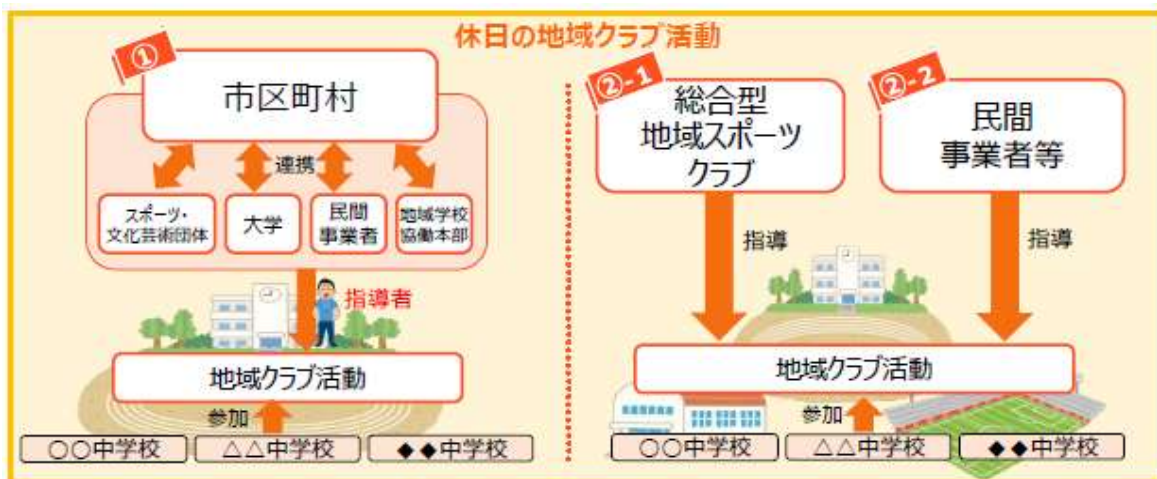 休日の地域クラブ活動
①
市区町村
連携
スポーツ・
文化芸術団体
大学
民間
事業者
地域学校
協働本部
指導者
地域クラブ活動
参加
○○中学校
△△中学校
◆◆中学校
②-1
総合型
地域スポーツ
クラブ
②-2
民間
事業者等
指導
指導
地域クラブ活動
参加
○○中学校
△△中学校
◆◆中学校